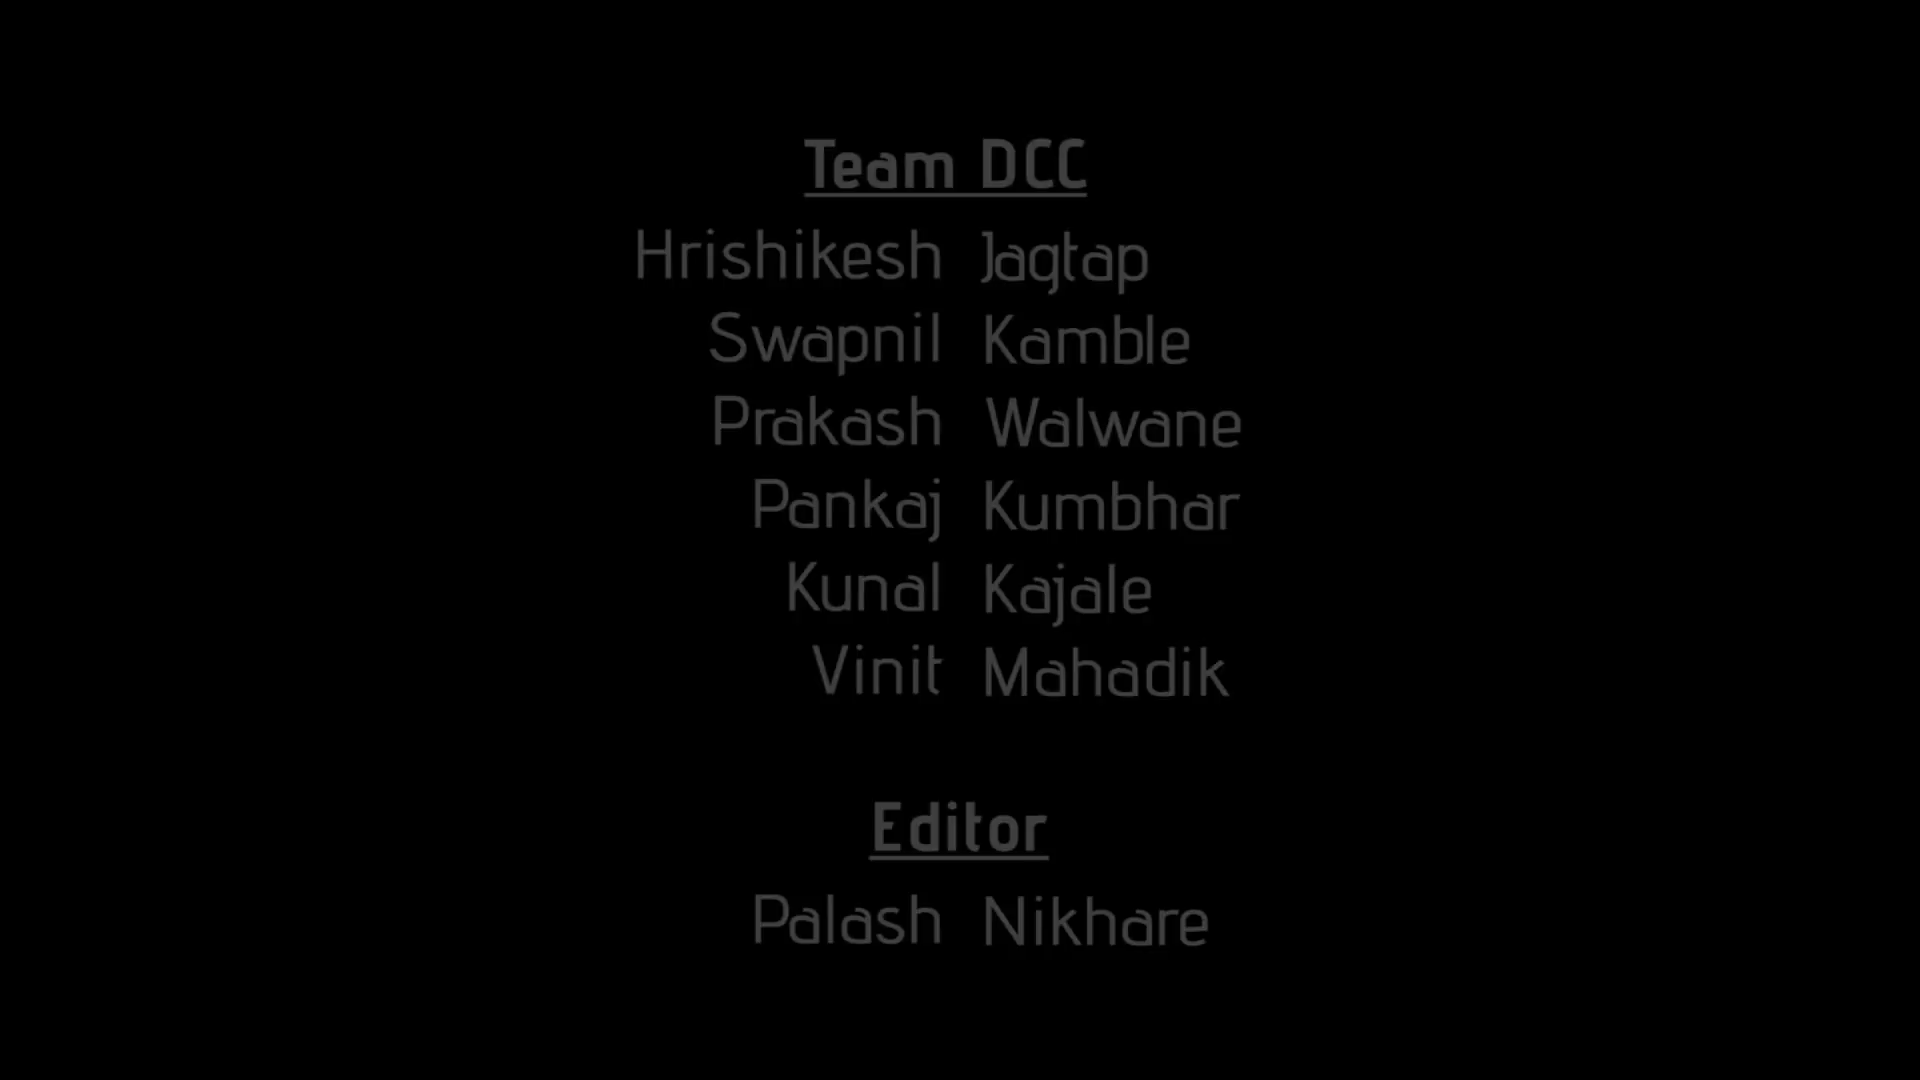 Team DCC
Hrishikesh Jagtap
Swapnil Kamble
Prakash Walwane
Pankaj Kumbhar
Kunal Kajale
Vinit Mahadik
Editor
Palash Nikhare